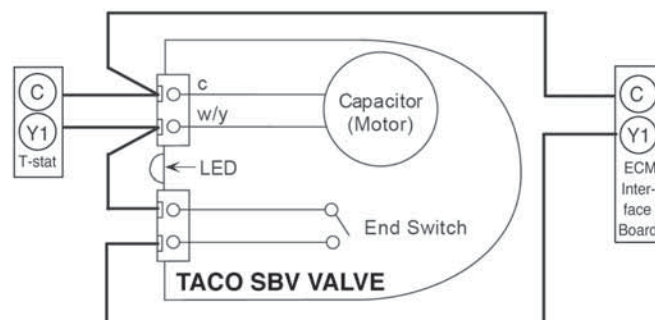 C
Y1
T-stat
c
w/y
LED
Capacitor
(Motor)
End Switch
TACO SBV VALVE
C
Y1
ECM
Inter-
face
Board